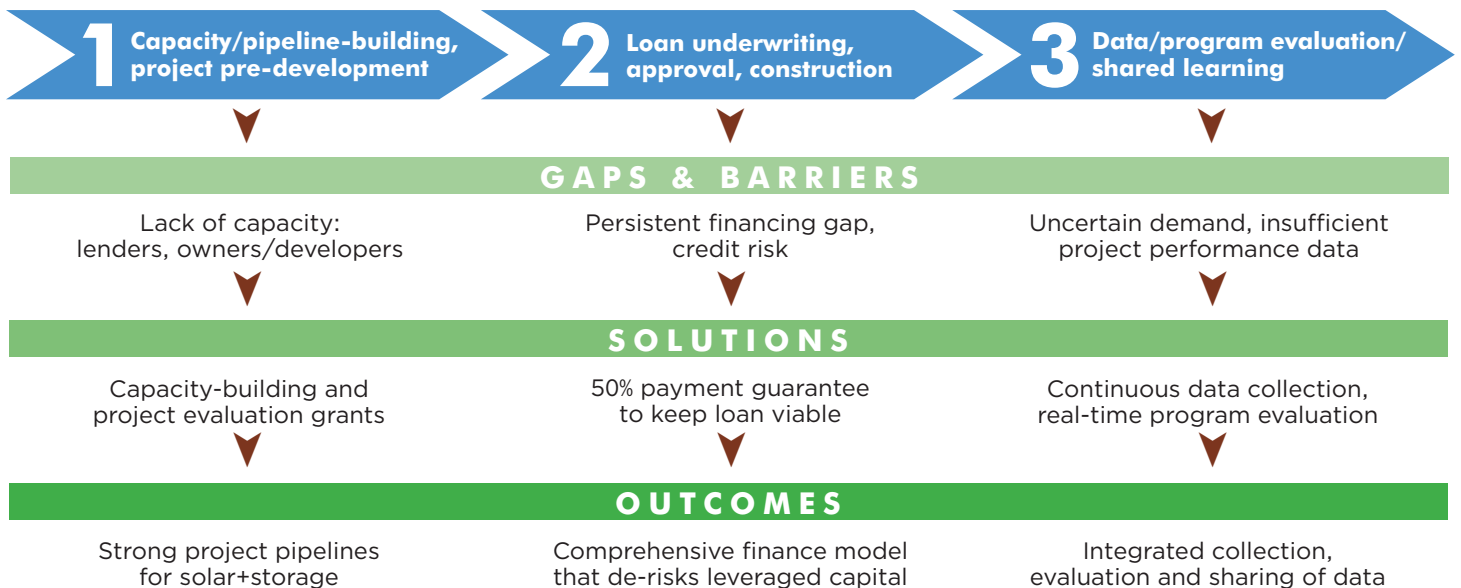 1 Capacity/pipeline-building,
project pre-development
2 Loan underwriting,
approval, construction
3 Data/program evaluation/
shared learning
GAPS & BARRIERS
Lack of capacity:
lenders, owners/developers
Persistent financing gap,
credit risk
Uncertain demand, insufficient
project performance data
SOLUTIONS
Capacity-building and
project evaluation grants
50% payment guarantee
to keep loan viable
Continuous data collection,
real-time program evaluation
OUTCOMES
Strong project pipelines
for solar+storage
Comprehensive finance model
that de-risks leveraged capital
Integrated collection,
evaluation and sharing of data